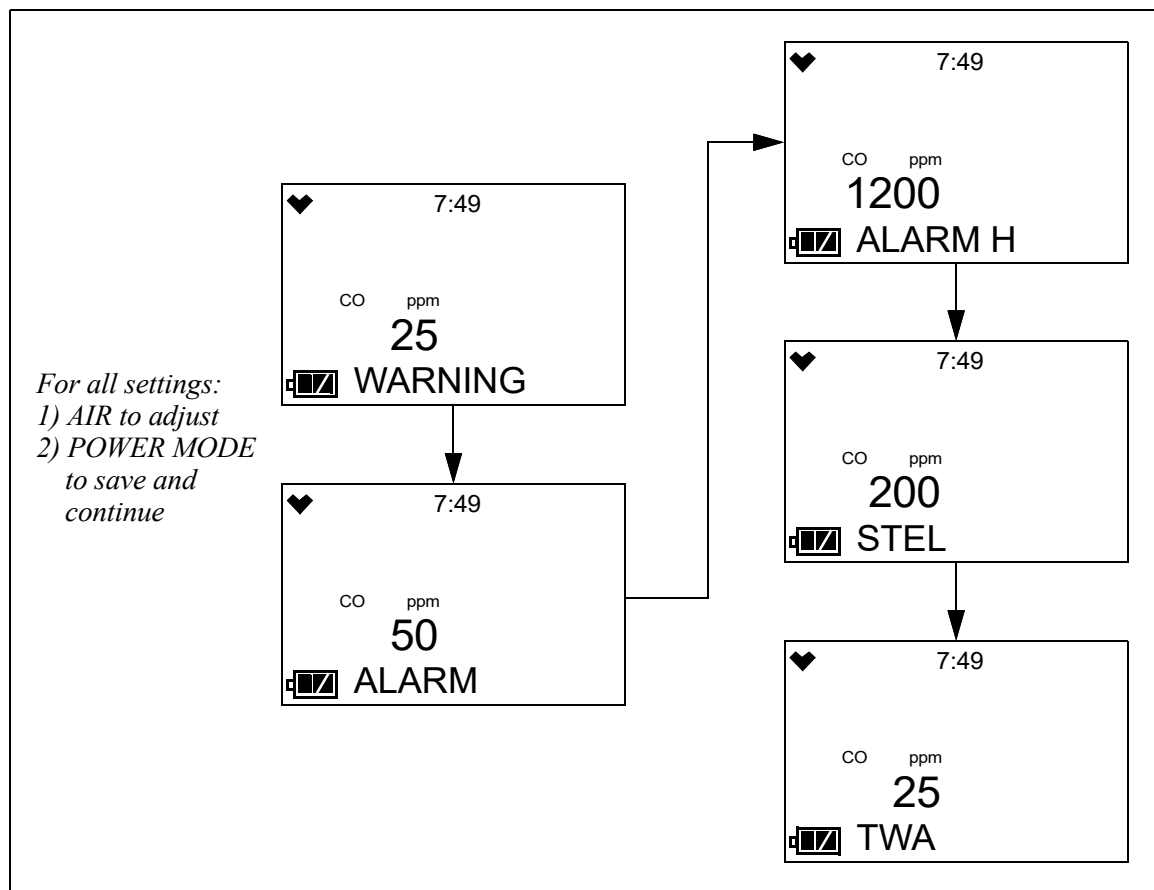 For all settings:
1) AIR to adjust
2) POWER MODE
to save and
continue
7:49
CO ppm
25
WARNING
7:49
CO ppm
50
ALARM
7:49
CO ppm
1200
ALARM H
7:49
CO ppm
200
STEL
7:49
CO ppm
25
TWA